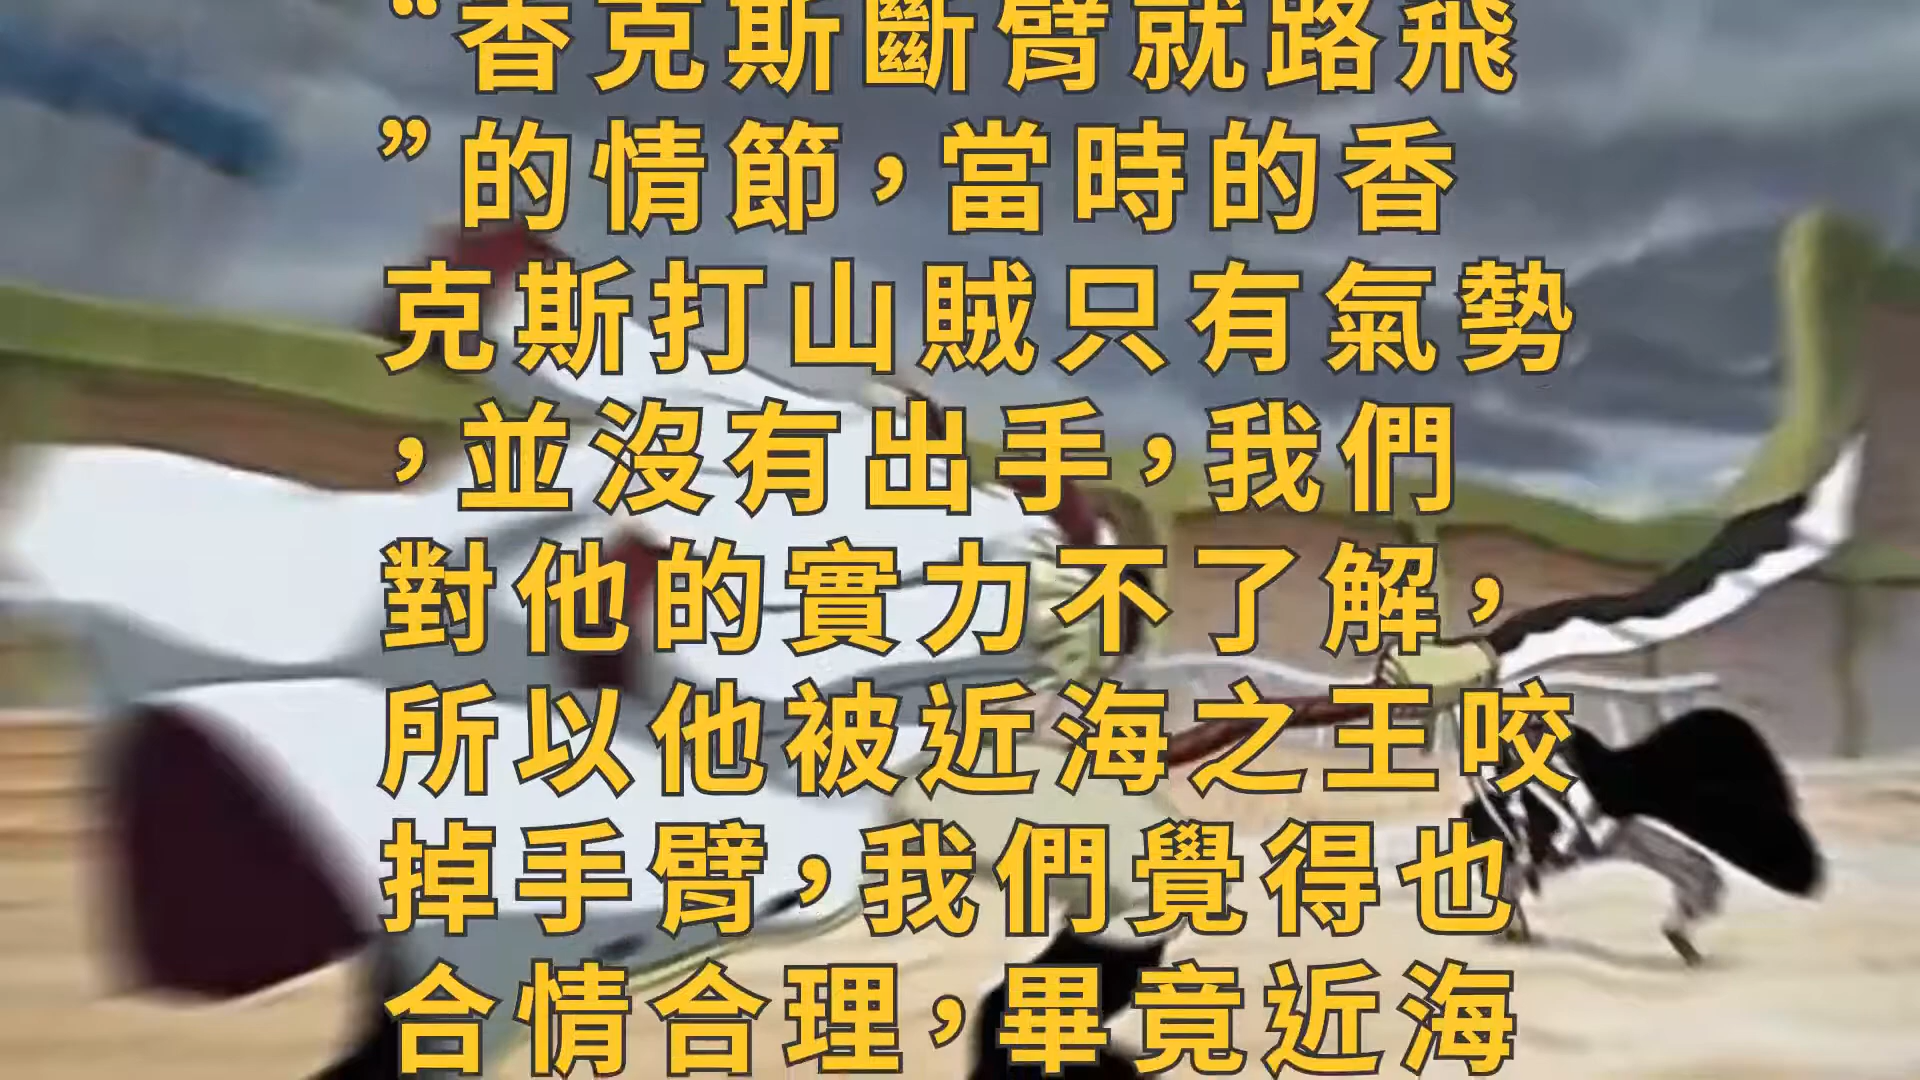 “香克斯斷臂就路飛
”的情節，當時的香
克斯打山賊只有氣勢
，並沒有出手，我們
對他的實力不了解，
所以他被近海之王咬
掉手臂，我們覺得也
合情合理，畢竟近海